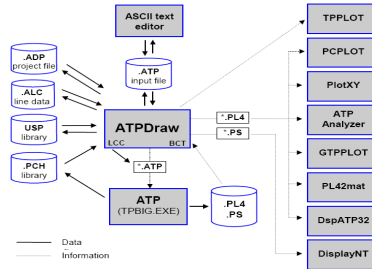 ASCII text
editor
.ATP
input file
.ADP
project file
.ALC
line data
USP
library
.PCH
library
ATPDraw
LCC
BCT
*.ATP
ATP
(TPBIG.EXE)
.PL4
.PS
*.PL4
*.PS
TPPLOT
PCPLOT
PlotXY
ATP
Analyzer
GTPPLOT
PL42mat
DspATP32
DisplayNT
Data
Information